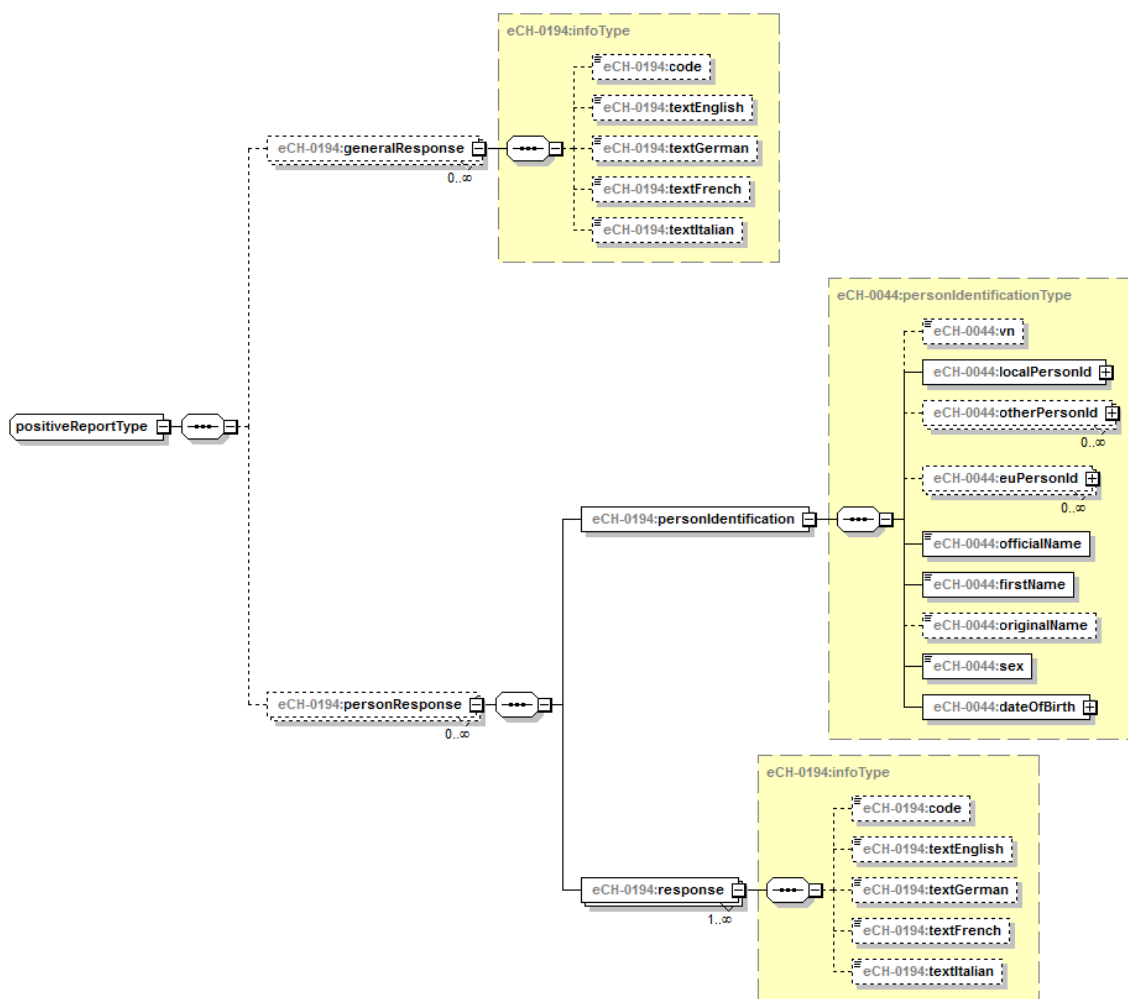 eCH-0194:infoType
eCH-0194:code
eCH-0194:textEnglish
eCH-0194:generalResponse
eCH-0194:textGerman
0..∞
eCH-0194:textFrench
eCH-0194:textItalian
eCH-0044:personIdentificationType
eCH-0044:vn
eCH-0044:localPersonId
positiveReportType
eCH-0044:otherPersonId
0..∞
eCH-0044:euPersonId
0..∞
eCH-0194:personIdentification
eCH-0044:officialName
eCH-0044:firstName
eCH-0044:originalName
eCH-0044:sex
eCH-0194:personResponse
0..∞
eCH-0044:dateOfBirth
eCH-0194:infoType
eCH-0194:code
eCH-0194:textEnglish
eCH-0194:response
1..∞
eCH-0194:textGerman
eCH-0194:textFrench
eCH-0194:textItalian